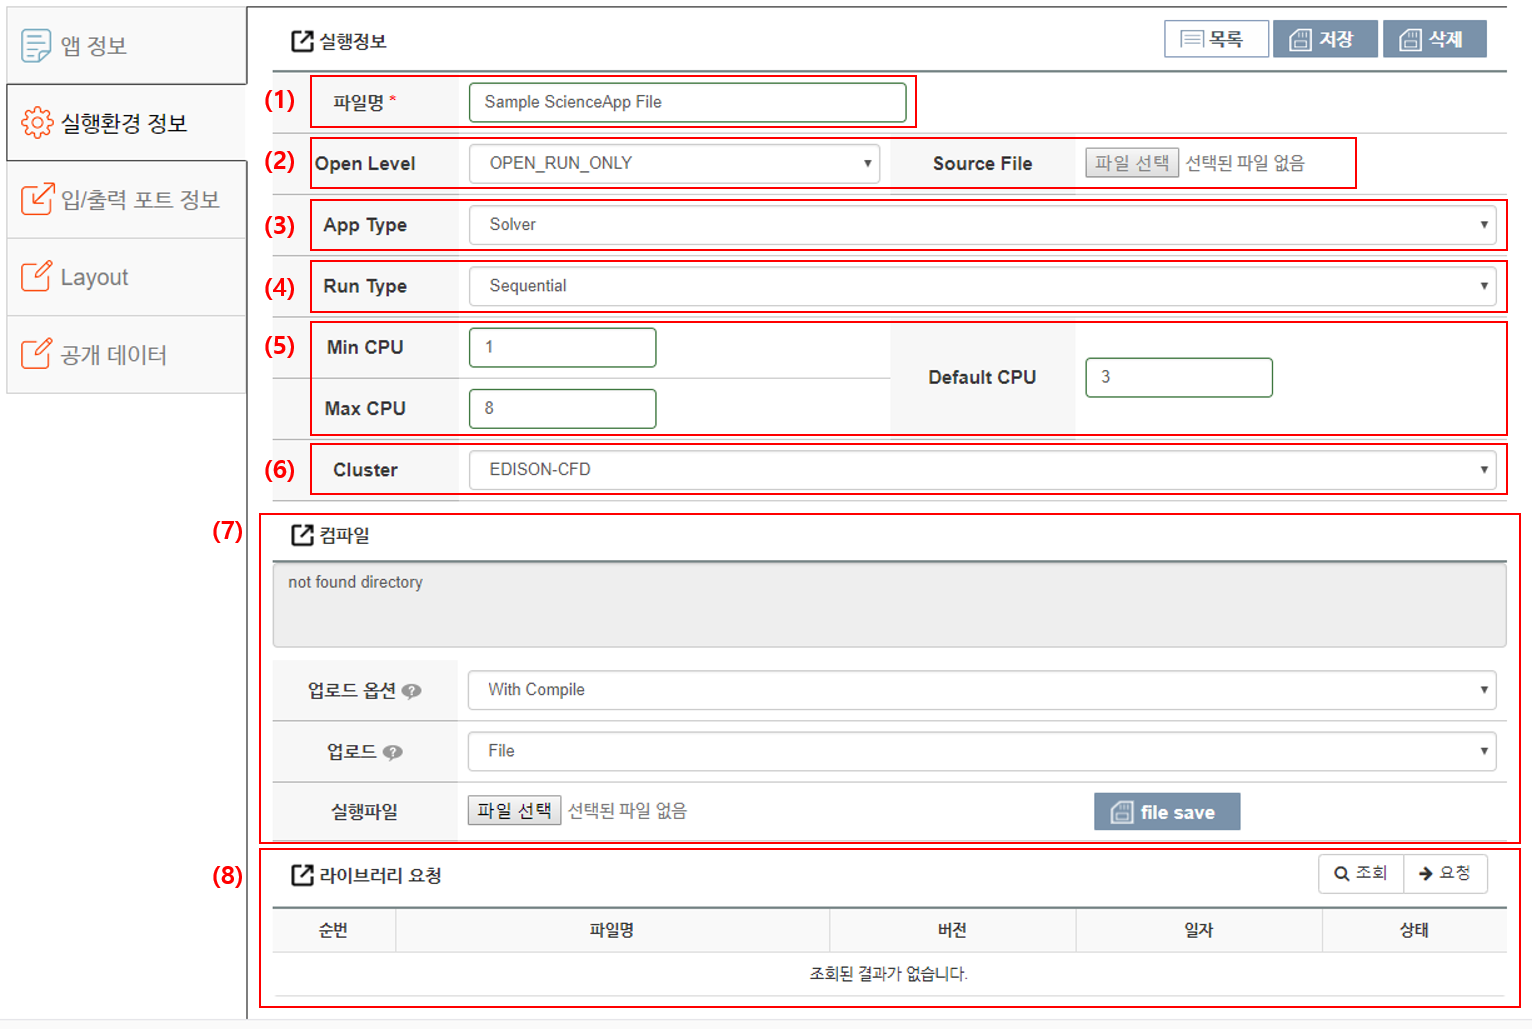 앱 정보
실행환경 정보
입/출력 포트 정보
Layout
공개 데이터
실행정보
목록
저장
삭제
(1) 파일명 * Sample ScienceApp File
(2) Open Level OPEN_RUN_ONLY Source File 파일 선택 선택된 파일 없음
(3) App Type Solver
(4) Run Type Sequential
(5) Min CPU 1
Default CPU 3
Max CPU 8
(6) Cluster EDISON-CFD
(7) 컴파일
not found directory
업로드 옵션 ? With Compile
업로드 ? File
실행파일 파일 선택 선택된 파일 없음 file save
(8) 라이브러리 요청 조회 요청
순번 파일명 버전 일자 상태
조회된 결과가 없습니다.